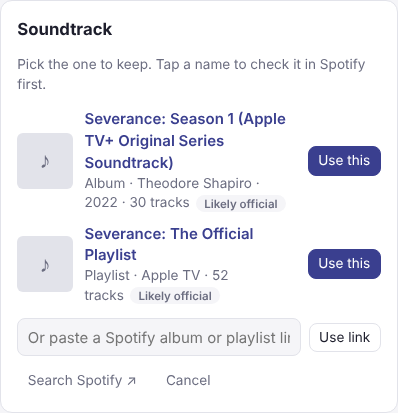 Soundtrack
Pick the one to keep. Tap a name to check it in Spotify
first.
♪
Severance: Season 1 (Apple
TV+ Original Series
Soundtrack)
Album · Theodore Shapiro ·
2022 · 30 tracks Likely official
Use this
♪
Severance: The Official
Playlist
Playlist · Apple TV · 52
tracks Likely official
Use this
Or paste a Spotify album or playlist lin
Use link
Search Spotify ↗ Cancel